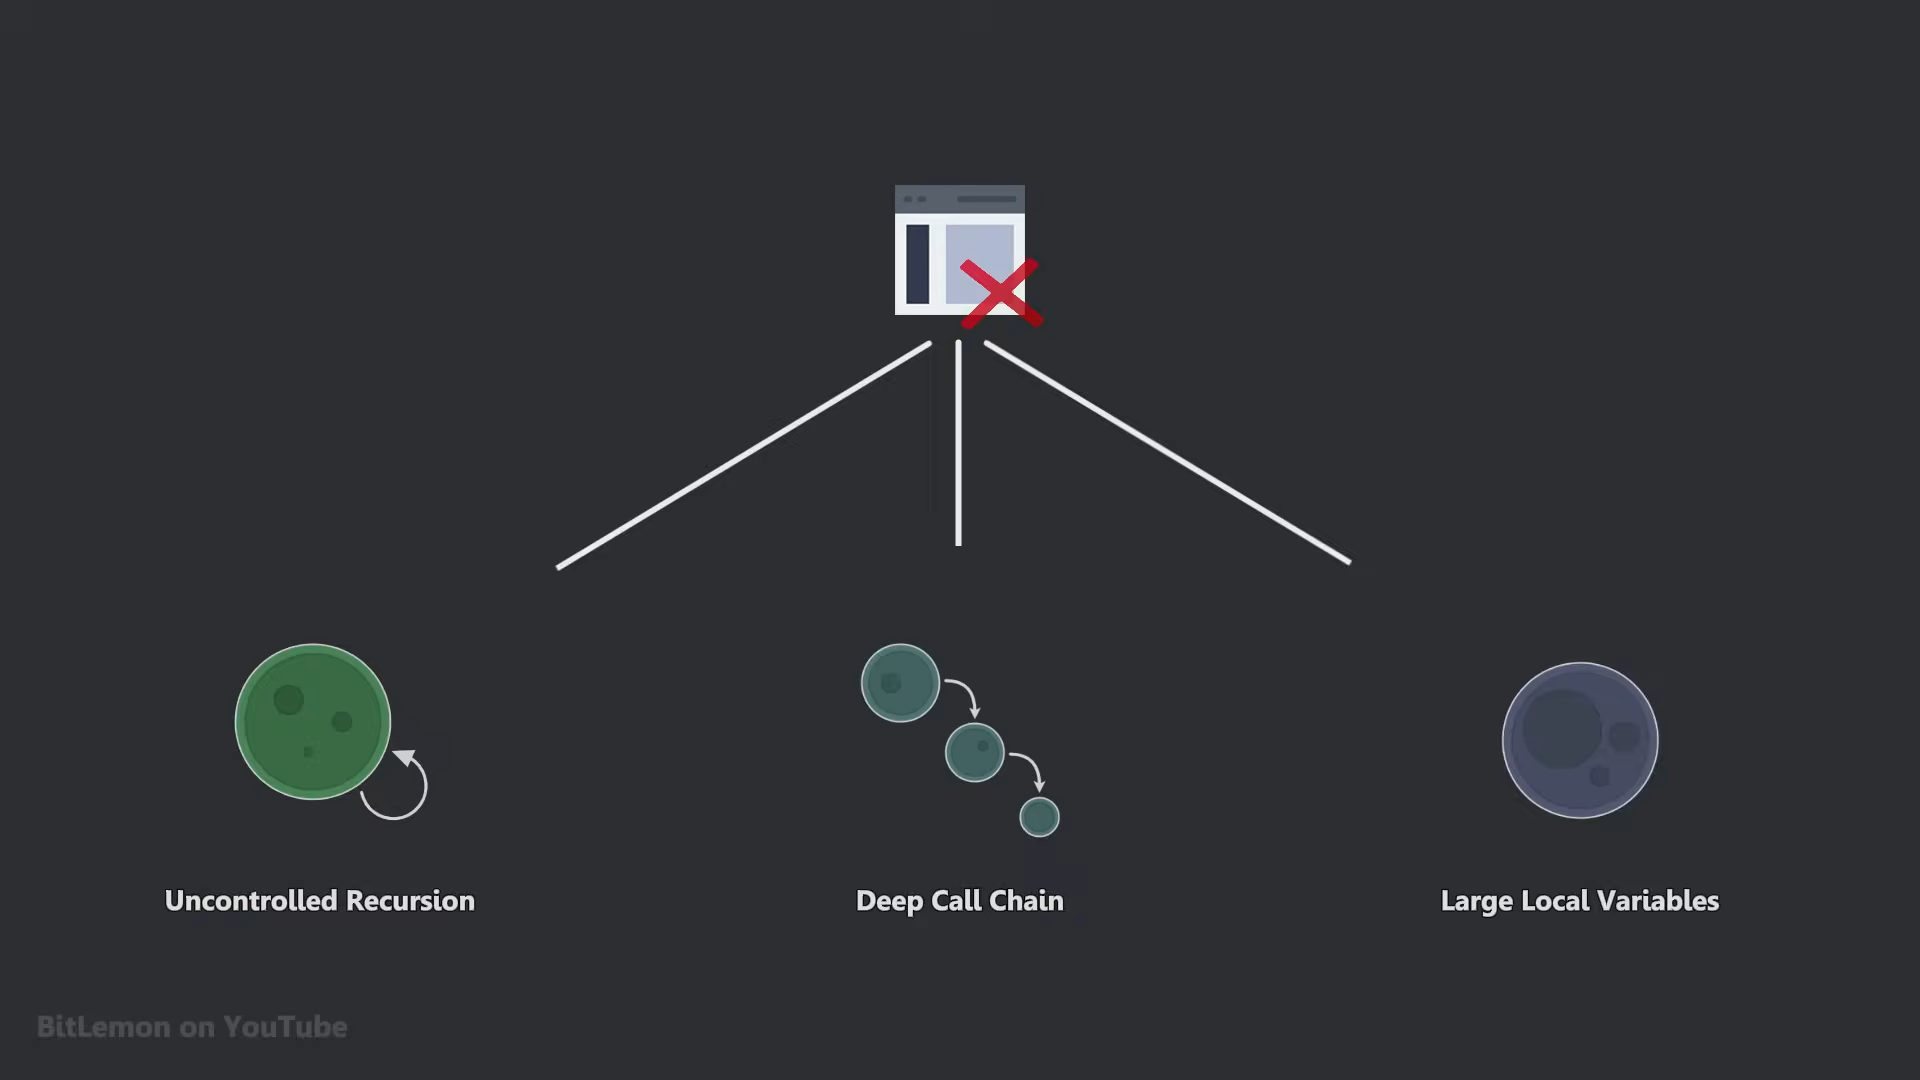 Uncontrolled Recursion
Deep Call Chain
Large Local Variables
BitLemon on YouTube